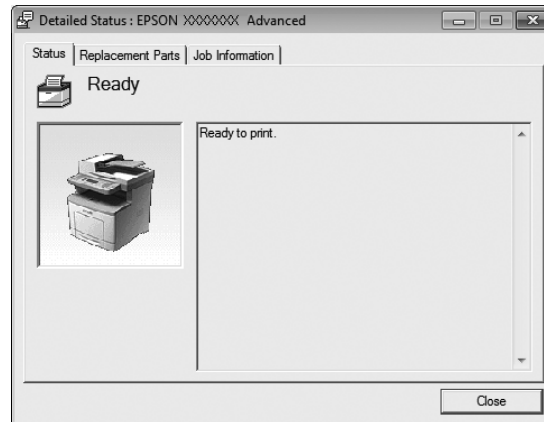 Detailed Status : EPSON XXXXXXX Advanced
Status
Replacement Parts
Job Information
Ready
Ready to print.
Close